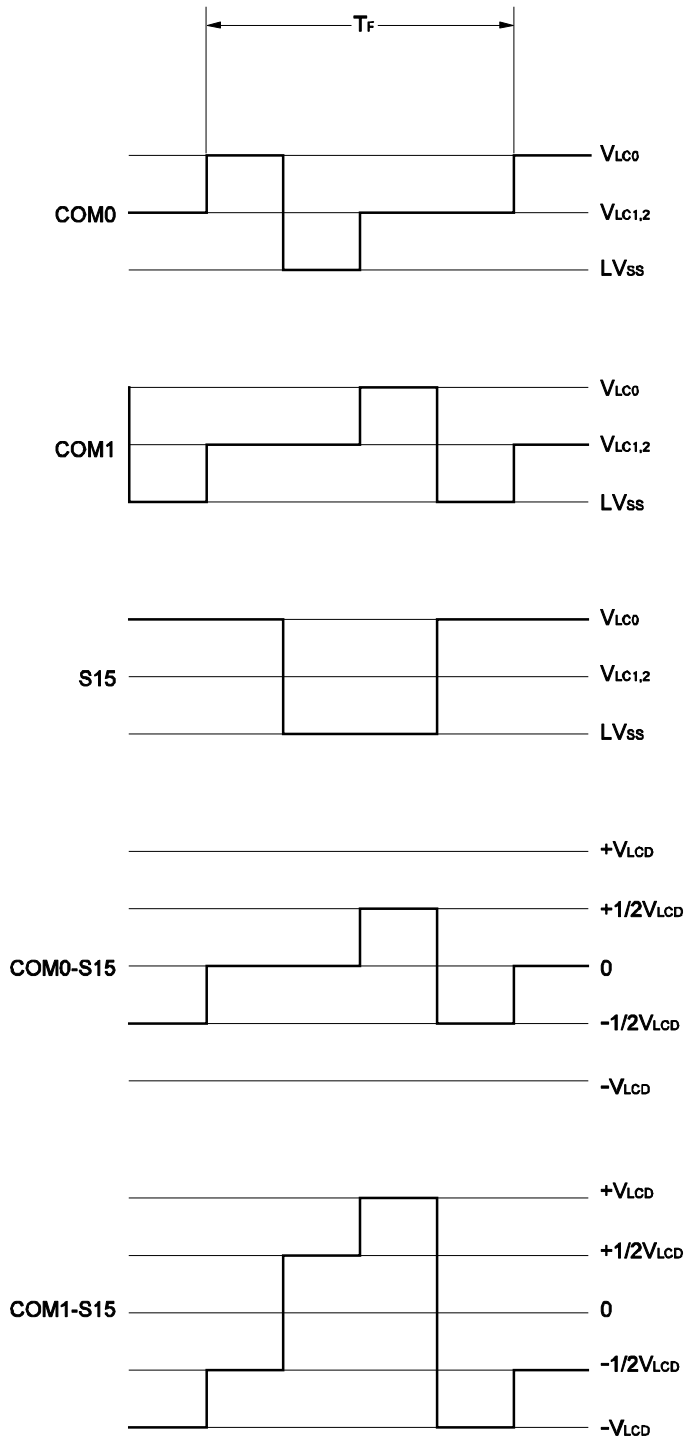 TF
VLC0
COM0
VLC1,2
LVSS
VLC0
COM1
VLC1,2
LVSS
VLC0
S15
VLC1,2
LVSS
+VLCD
+1/2VLCD
COM0-S15
0
-1/2VLCD
-VLCD
+VLCD
+1/2VLCD
COM1-S15
0
-1/2VLCD
-VLCD